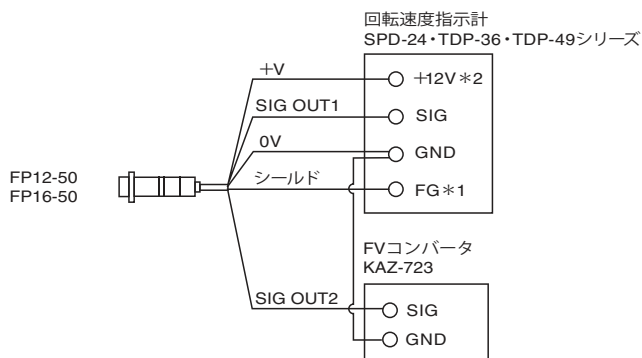 回転速度指示計
SPD-24・TDP-36・TDP-49シリーズ
+V
+12V＊2
SIG OUT1
SIG
0V
GND
シールド
FG＊1
FP12-50
FP16-50
FVコンバータ
KAZ-723
SIG OUT2
SIG
GND